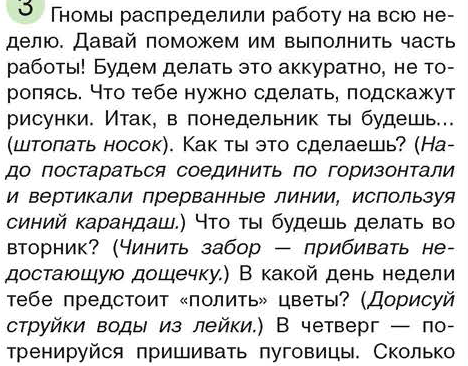 3
Гномы распределили работу на всю не-
делю. Давай поможем им выполнить часть
работы! Будем делать это аккуратно, не то-
ропясь. Что тебе нужно сделать, подскажут
рисунки. Итак, в понедельник ты будешь...
(штопать носок). Как ты это сделаешь? (На-
до постараться соединить по горизонтали
и вертикали прерванные линии, используя
синий карандаш.) Что ты будешь делать во
вторник? (Чинить забор — прибивать не-
достающую дощечку.) В какой день недели
тебе предстоит «полить» цветы? (Дорисуй
струйки воды из лейки.) В четверг — по-
тренируйся пришивать пуговицы. Сколько